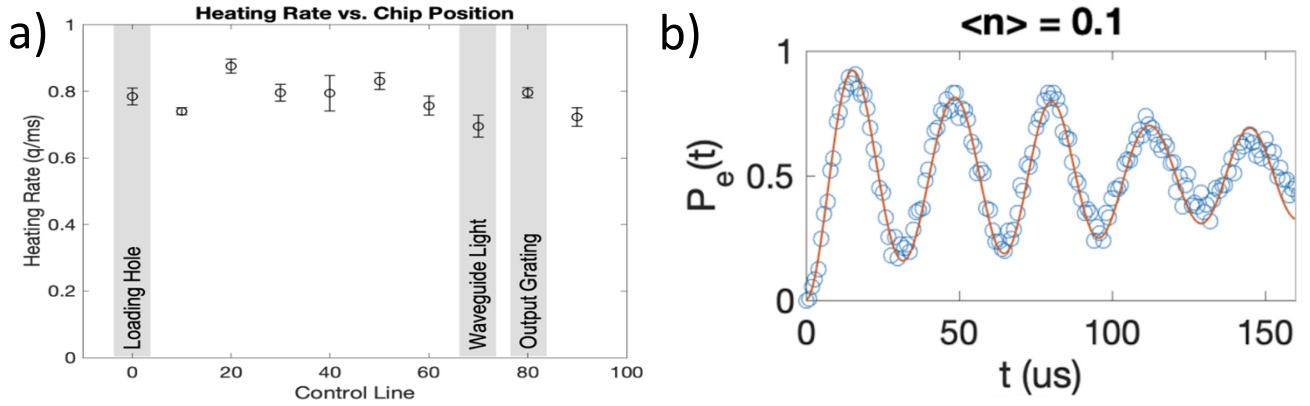 a)
Heating Rate vs. Chip Position
Heating Rate (q/ms)
1
0.8
0.6
0.4
0.2
0
Loading Hole
Waveguide Light
Output Grating
0
20
40
60
80
100
Control Line
b)
<n> = 0.1
P_e(t)
1
0.5
0
0
50
100
150
t (us)